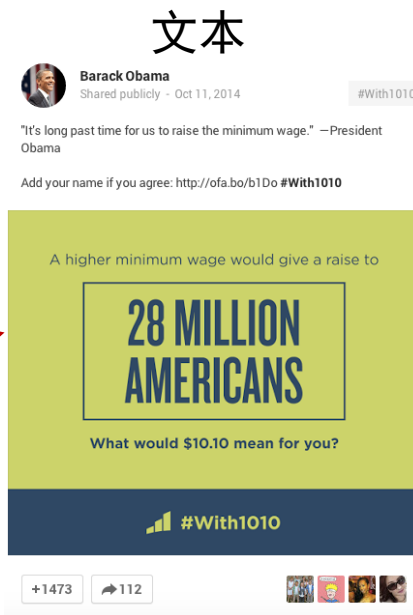 文本
Barack Obama
Shared publicly - Oct 11, 2014
#With1010
"It's long past time for us to raise the minimum wage." —President
Obama
Add your name if you agree: http://ofa.bo/b1Do #With1010
A higher minimum wage would give a raise to
28 MILLION
AMERICANS
What would $10.10 mean for you?
#With1010
+1473
112